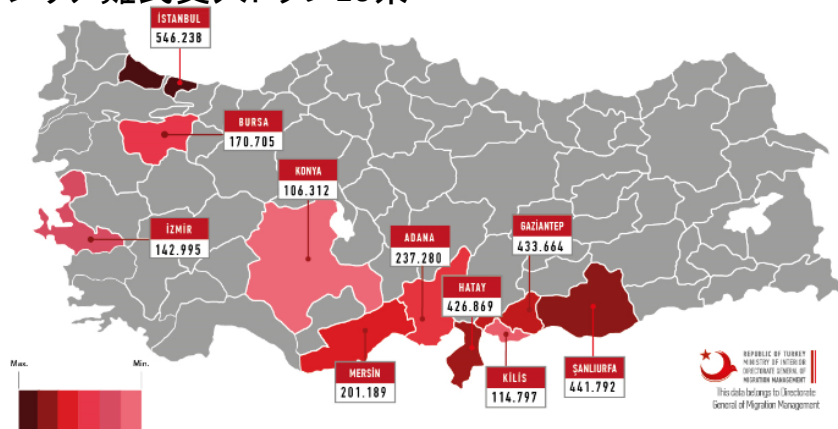 İSTANBUL
546.238
BURSA
170.705
KONYA
106.312
İZMİR
142.995
ADANA
237.280
GAZİANTEP
433.664
HATAY
426.869
MERSİN
201.189
KİLİS
114.797
ŞANLIURFA
441.792
Max.
Min.
REPUBLIC OF TURKEY
MINISTRY OF INTERIOR
DIRECTORATE GENERAL OF
MIGRATION MANAGEMENT
This data belongs to Directorate
General of Migration Management